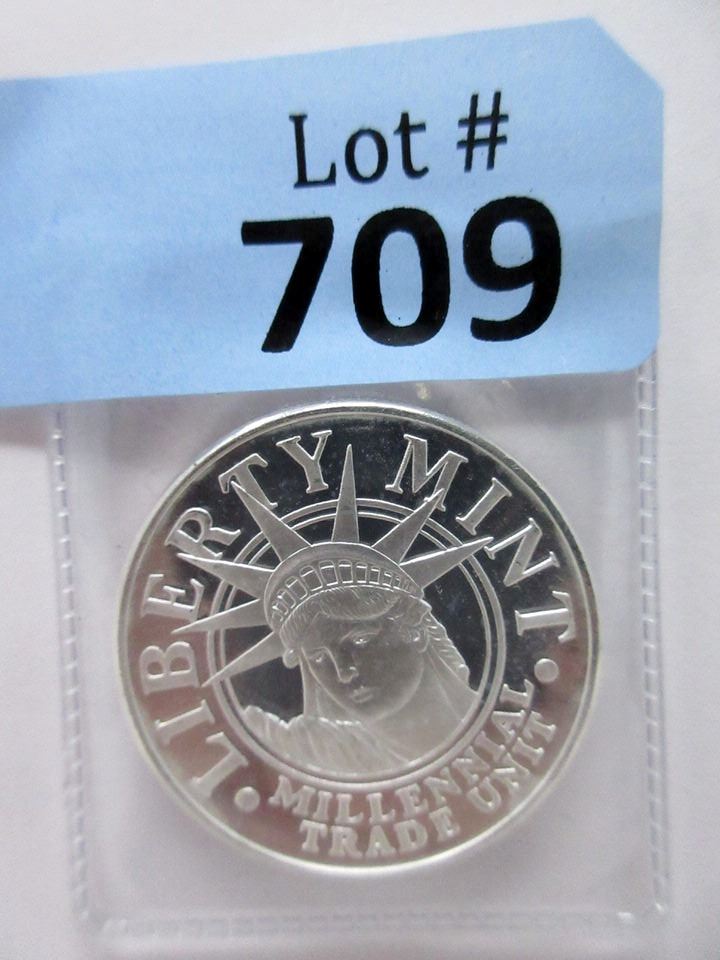 Lot #
709
LIBERTY MINT
MILLENNIAL
TRADE UNIT